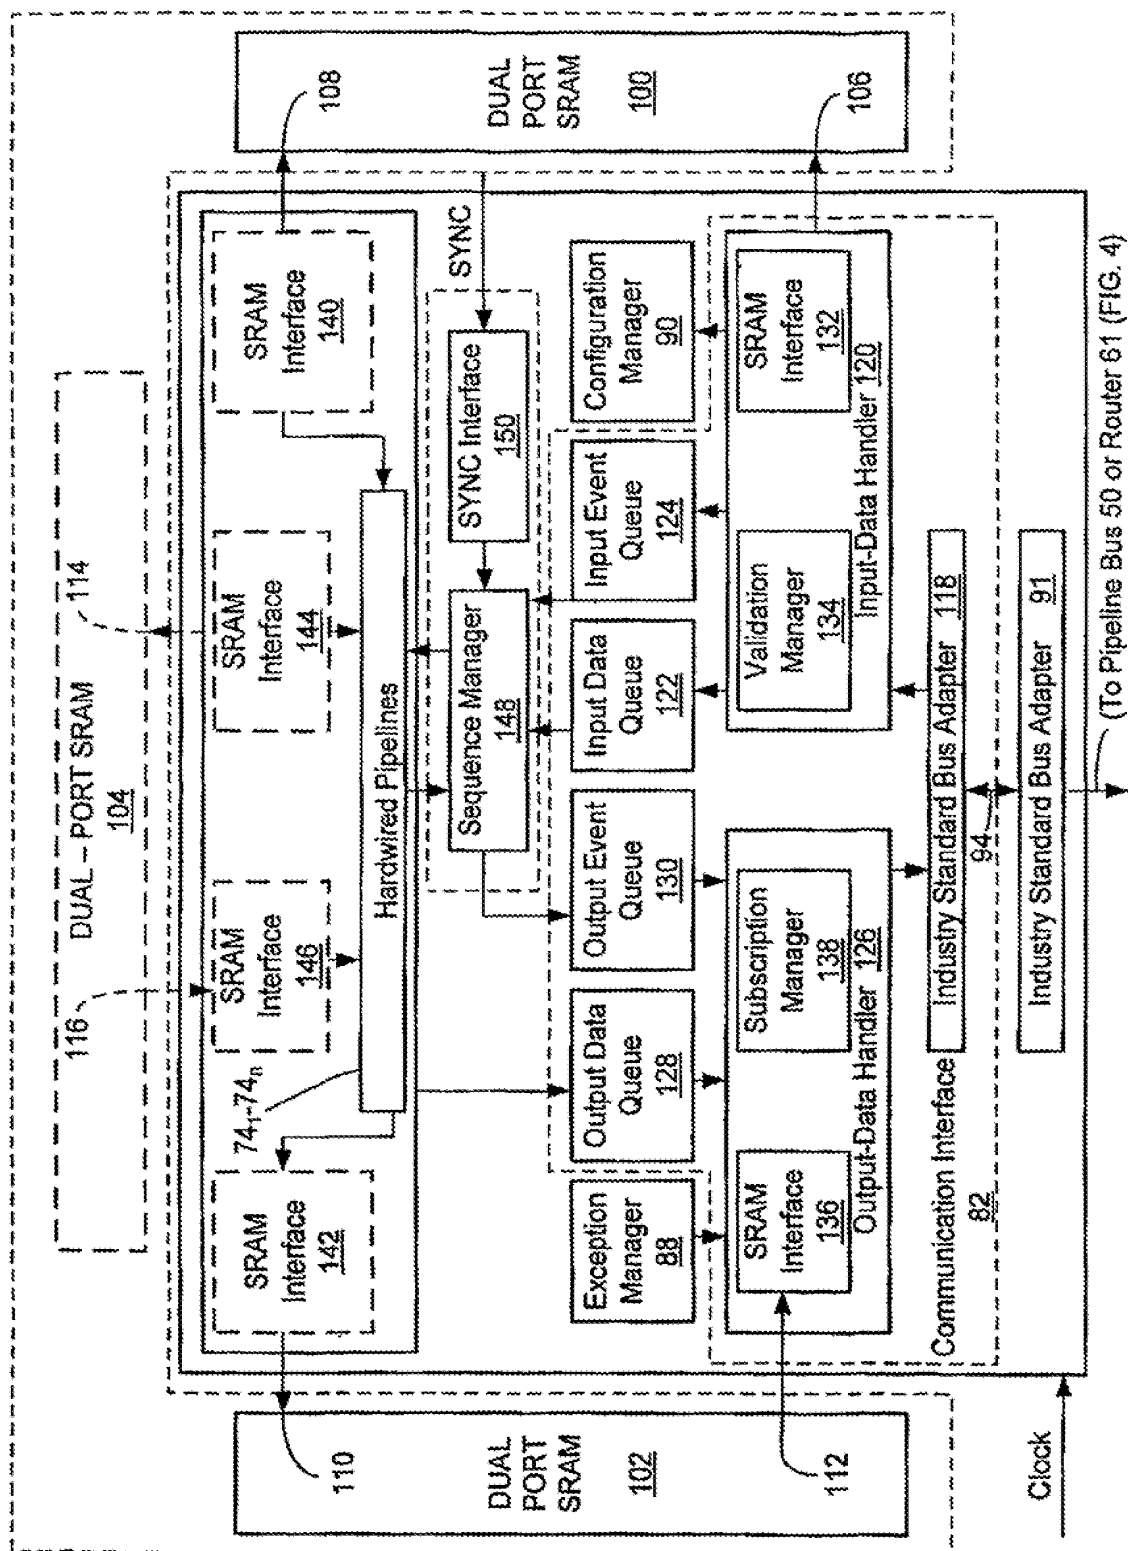 DUAL–PORT SRAM
104
116
114
110
108
112
106
DUAL
PORT
SRAM
102
DUAL
PORT
SRAM
100
SRAM
Interface
142
SRAM
Interface
146
SRAM
Interface
144
SRAM
Interface
140
74₁-74ₙ
Hardwired Pipelines
SYNC
Sequence Manager
148
SYNC Interface
150
Exception
Manager
88
Output Data
Queue
128
Output Event
Queue
130
Input Data
Queue
122
Input Event
Queue
124
Configuration
Manager
90
SRAM
Interface
136
Subscription
Manager
138
Output-Data Handler 126
Validation
Manager
134
SRAM
Interface
132
Input-Data Handler 120
Communication Interface
82
Industry Standard Bus Adapter 118
94
Industry Standard Bus Adapter 91
Clock
(To Pipeline Bus 50 or Router 61 (FIG. 4)